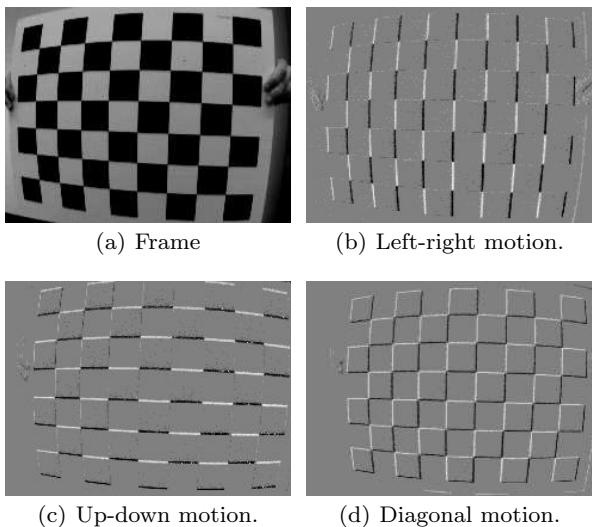 (a) Frame
(b) Left-right motion.
(c) Up-down motion.
(d) Diagonal motion.